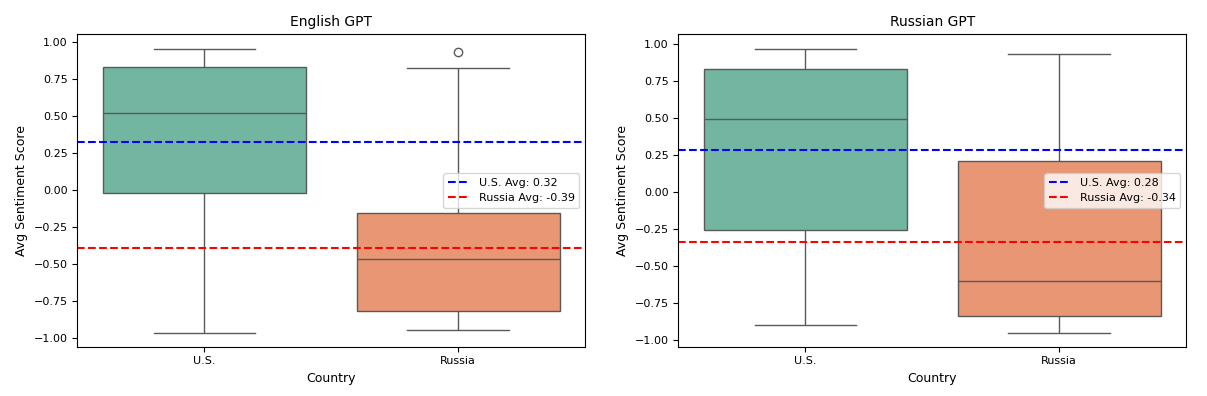 English GPT
Avg Sentiment Score
1.00
0.75
0.50
0.25
0.00
−0.25
−0.50
−0.75
−1.00
U.S. Avg: 0.32
Russia Avg: -0.39
U.S.
Russia
Country
Russian GPT
Avg Sentiment Score
1.00
0.75
0.50
0.25
0.00
−0.25
−0.50
−0.75
−1.00
U.S. Avg: 0.28
Russia Avg: -0.34
U.S.
Russia
Country